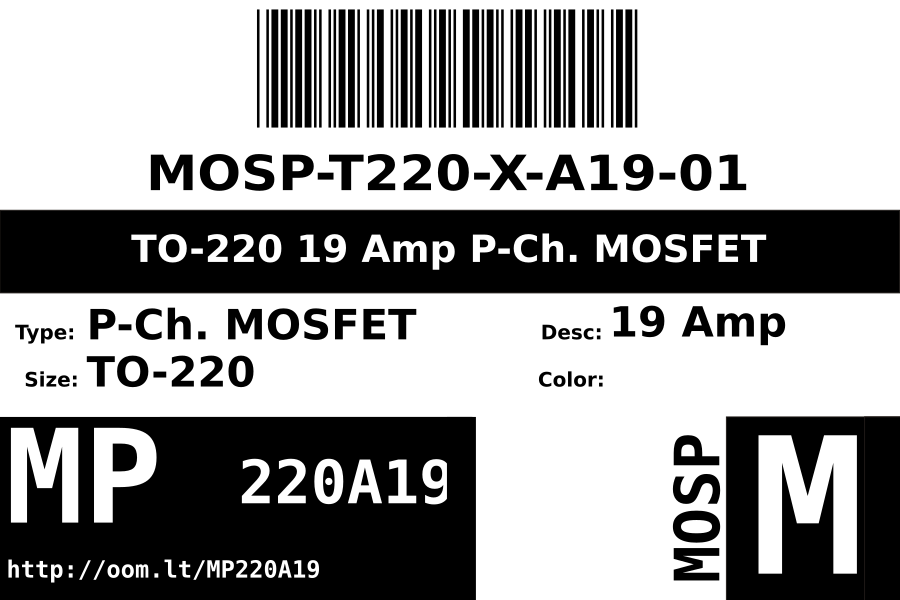 MOSP-T220-X-A19-01
TO-220 19 Amp P-Ch. MOSFET
Type: P-Ch. MOSFET
Desc: 19 Amp
Size: TO-220
Color:
MP
220A19
http://oom.lt/MP220A19
MOSP
M